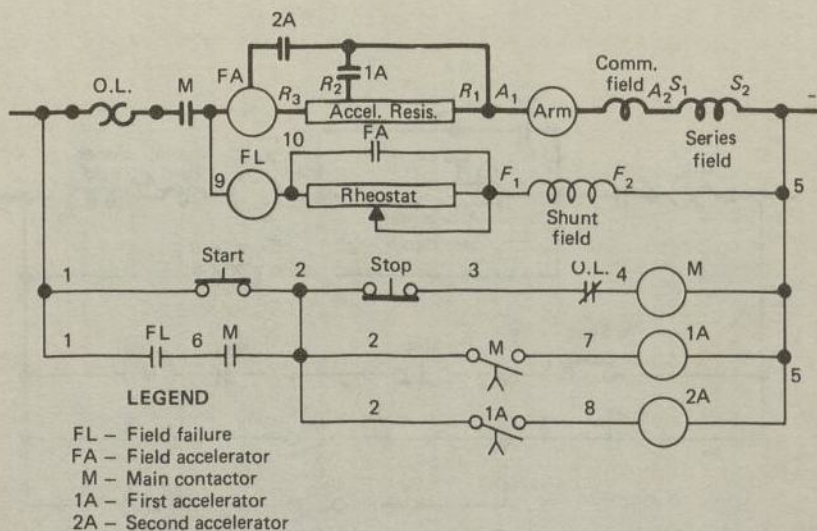 2A
O.L. M FA R3 R2 1A R1 A1 Comm. field A2 S1 S2 –
Accel. Resis. Arm Series field
FL 10 FA
9 Rheostat F1 F2 5
Shunt field
Start Stop
1 2 3 O.L. 4 M
1 FL 6 M 2 M 7 1A
5
LEGEND 2 1A 8 2A
FL – Field failure
FA – Field accelerator
M – Main contactor
1A – First accelerator
2A – Second accelerator